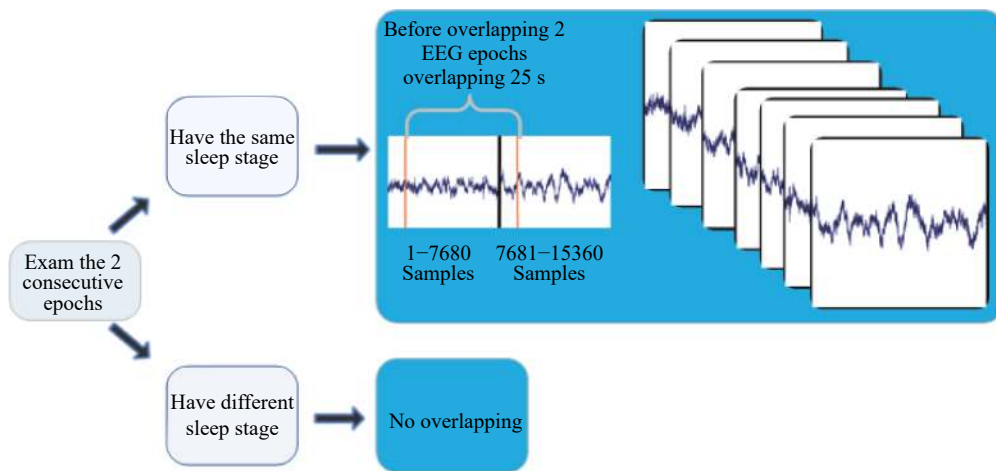 Before overlapping 2
EEG epochs
overlapping 25 s
Have the same
sleep stage
1−7680
Samples
7681−15360
Samples
Exam the 2
consecutive
epochs
Have different
sleep stage
No overlapping